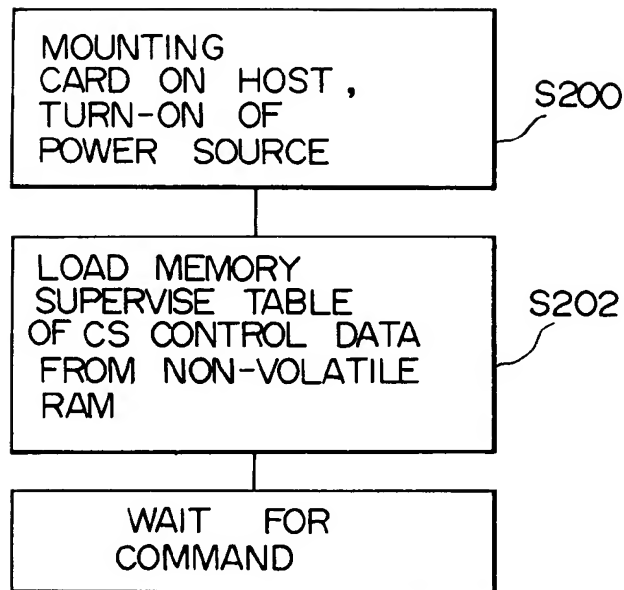 MOUNTING
CARD ON HOST,
TURN-ON OF
POWER SOURCE
S200
LOAD MEMORY
SUPERVISE TABLE
OF CS CONTROL DATA
FROM NON-VOLATILE
RAM
S202
WAIT FOR
COMMAND